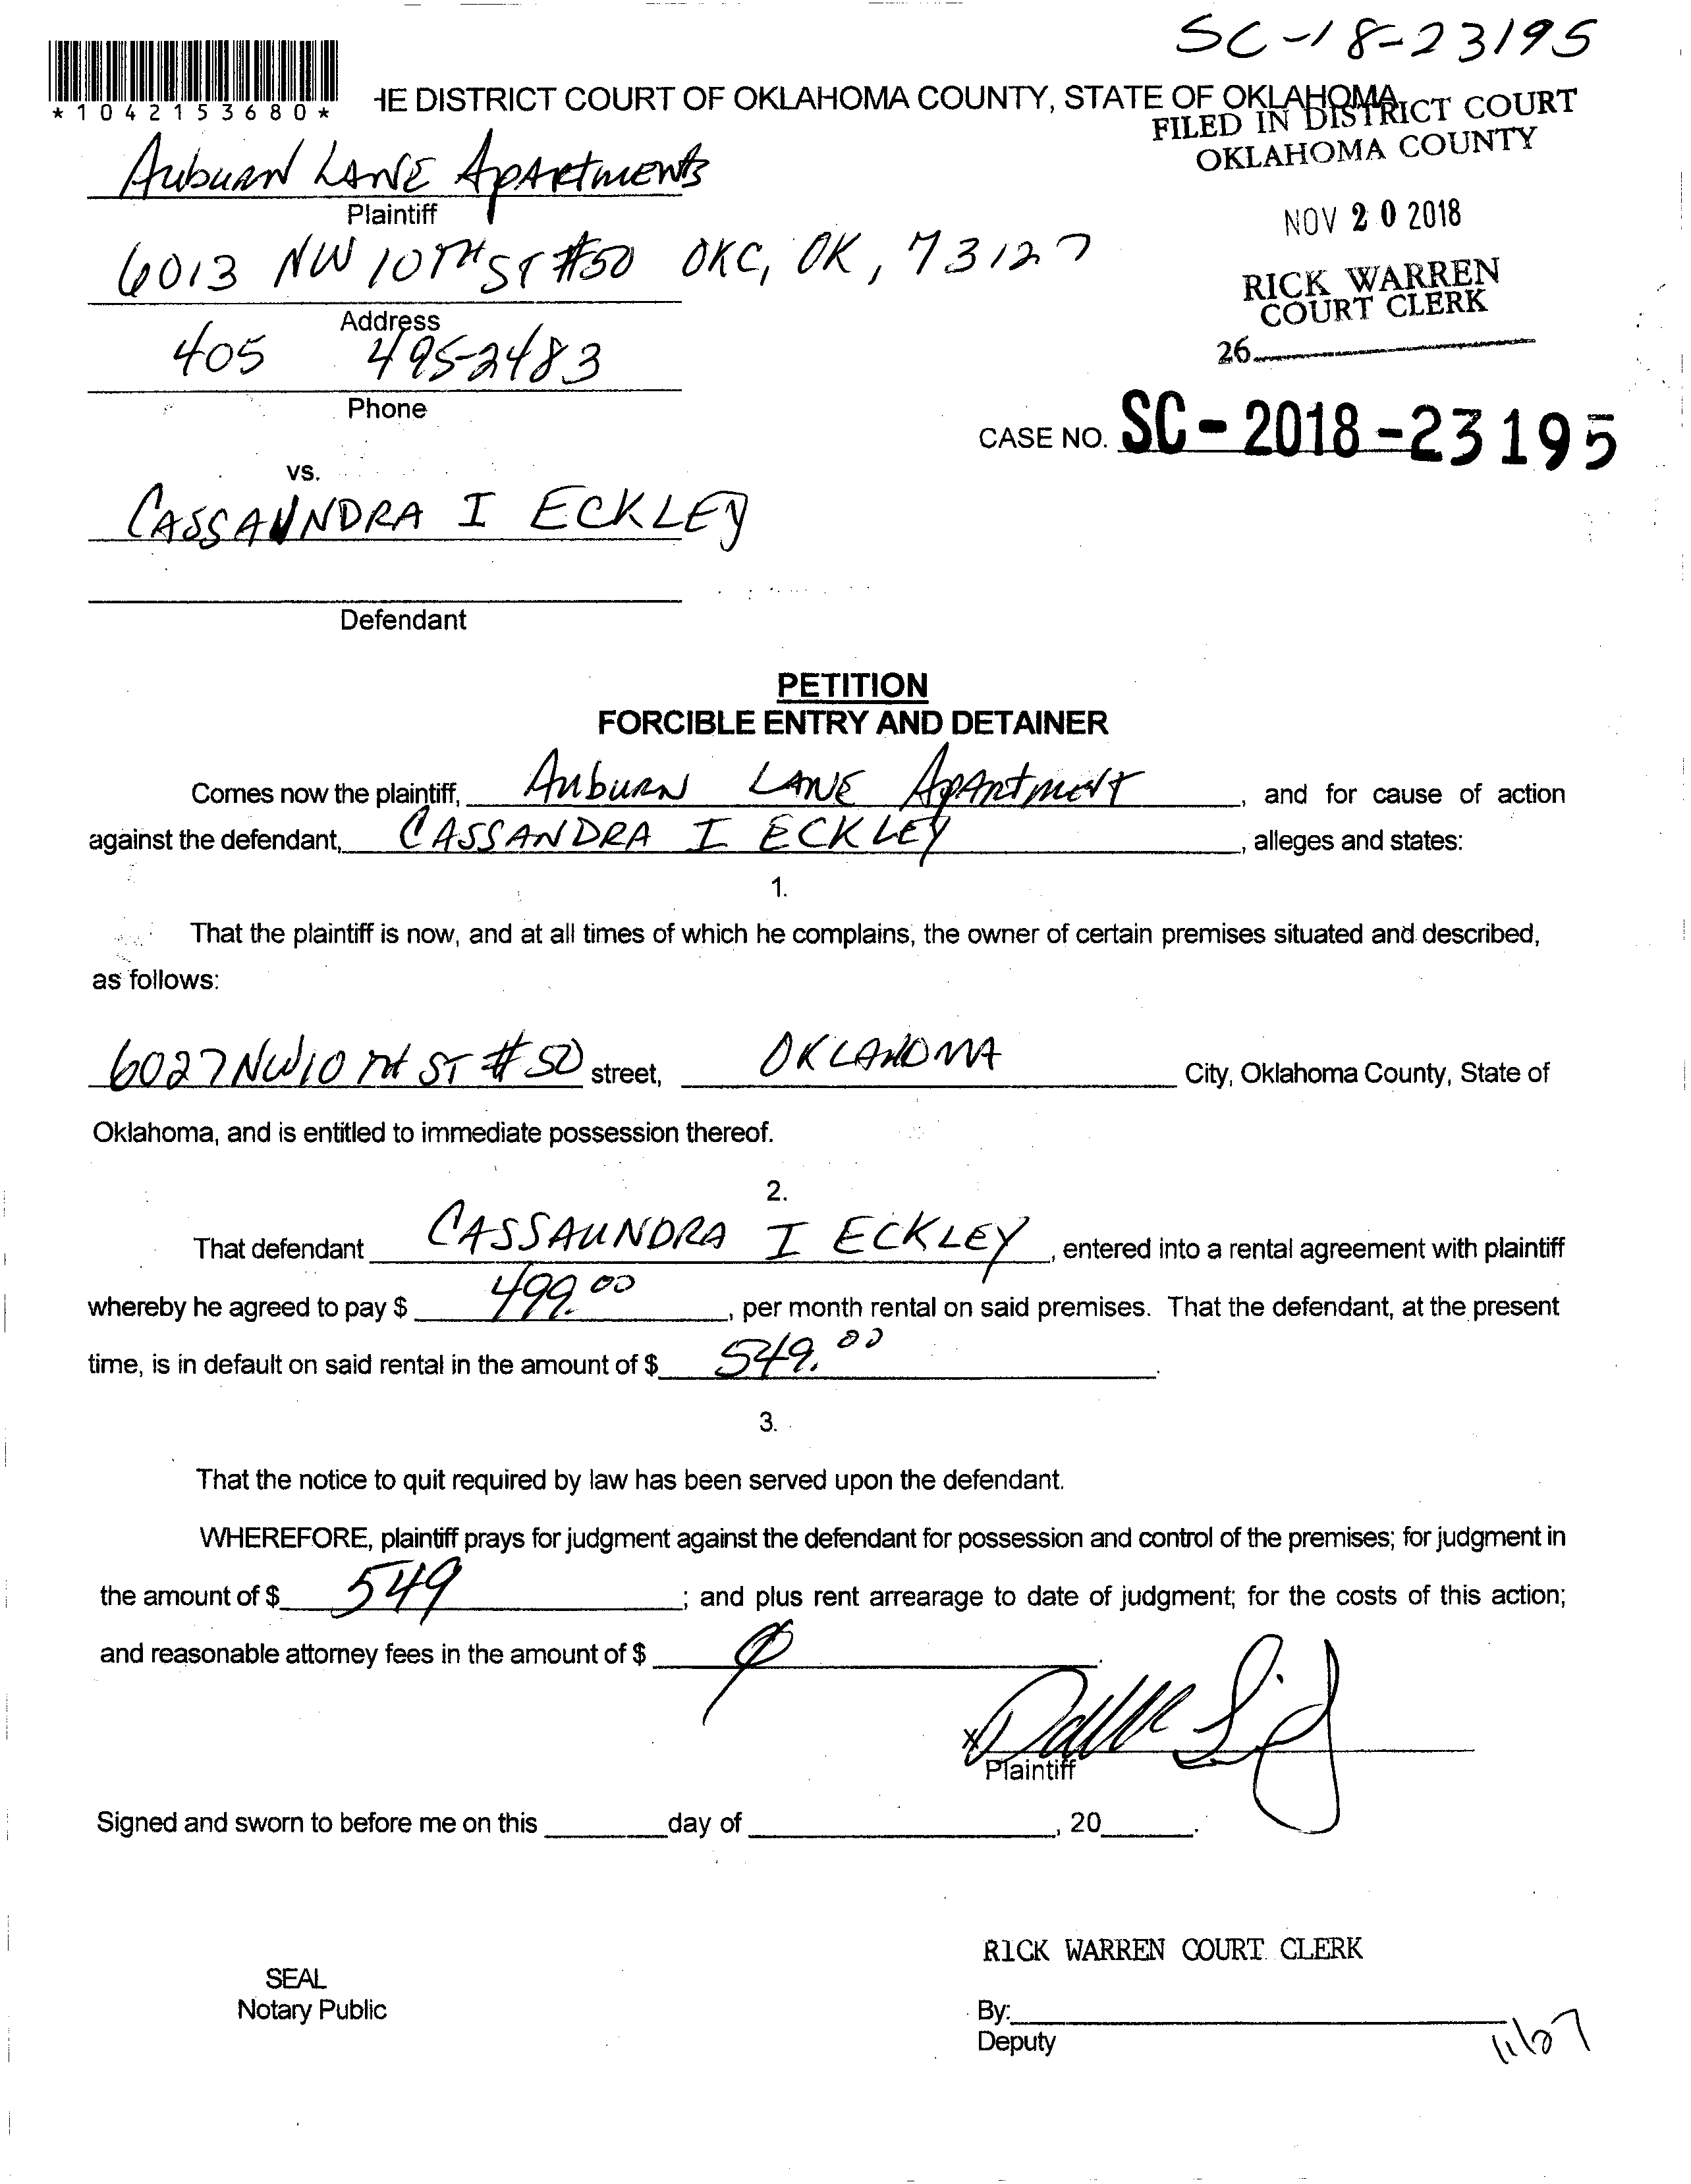 SC-18-23195
*1042153680*
HE DISTRICT COURT OF OKLAHOMA COUNTY, STATE OF OKLAHOMA
FILED IN DISTRICT COURT
OKLAHOMA COUNTY
Auburn LANE ApARtmeNts
Plaintiff
NOV 20 2018
6013 NW 10TH ST #50 OKC, OK, 73127
RICK WARREN
COURT CLERK
Address
26
405 495-2483
Phone
CASE NO. SC-2018-23195
vs.
CASSAUNDRA I ECKLEY
Defendant
PETITION
FORCIBLE ENTRY AND DETAINER
Comes now the plaintiff, Auburn LANE ApARtment, and for cause of action
against the defendant, CASSANDRA I ECKLEY, alleges and states:
1.
That the plaintiff is now, and at all times of which he complains, the owner of certain premises situated and described,
as follows:
6027 NW 10 TH ST #50 street, OKLAHOMA City, Oklahoma County, State of
Oklahoma, and is entitled to immediate possession thereof.
2.
That defendant CASSAUNDRA I ECKLEY, entered into a rental agreement with plaintiff
whereby he agreed to pay $ 499.00, per month rental on said premises. That the defendant, at the present
time, is in default on said rental in the amount of $ 549.00.
3.
That the notice to quit required by law has been served upon the defendant.
WHEREFORE, plaintiff prays for judgment against the defendant for possession and control of the premises; for judgment in
the amount of $ 549; and plus rent arrearage to date of judgment; for the costs of this action;
and reasonable attorney fees in the amount of $
X
Plaintiff
Signed and sworn to before me on this day of , 20 .
RICK WARREN COURT CLERK
SEAL
Notary Public
By:
Deputy
11/27